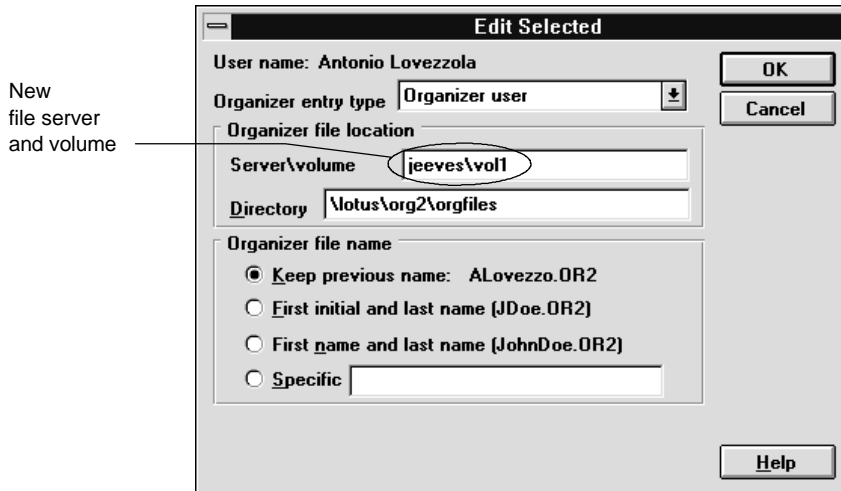 Edit Selected
User name: Antonio Lovezzola
OK
New
file server
and volume
Organizer entry type Organizer user
Cancel
Organizer file location
Server\volume jeeves\vol1
Directory \lotus\org2\orgfiles
Organizer file name
Keep previous name: ALovezzo.OR2
First initial and last name (JDoe.OR2)
First name and last name (JohnDoe.OR2)
Specific
Help